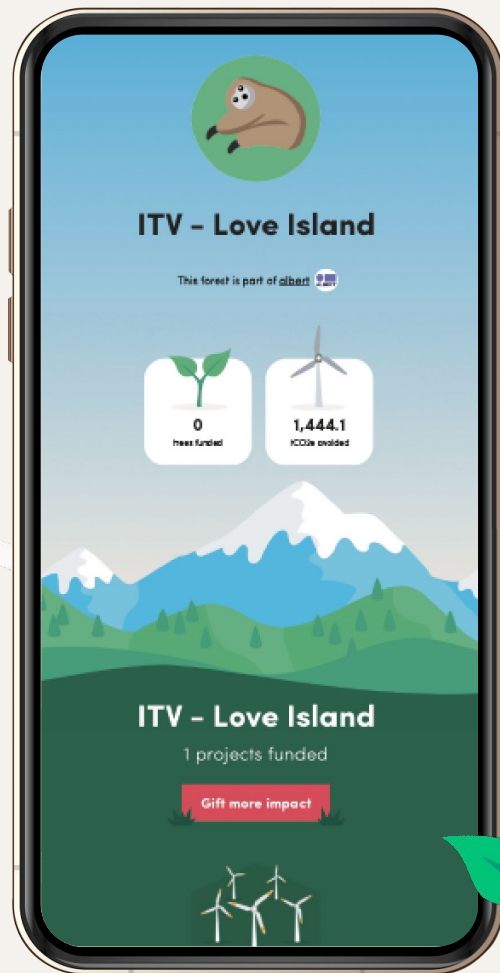 ITV - Love Island
This forest is part of albert
0
trees funded
1,444.1
tCO2e avoided
ITV - Love Island
1 projects funded
Gift more impact